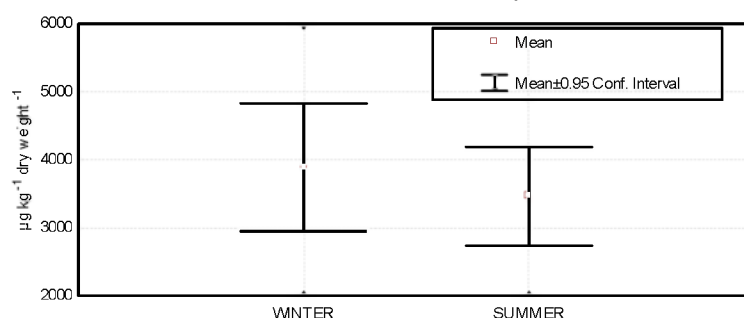 6000
5000
4000
3000
2000
µg kg⁻¹ dry weight⁻¹
Mean
Mean±0.95 Conf. Interval
WINTER
SUMMER